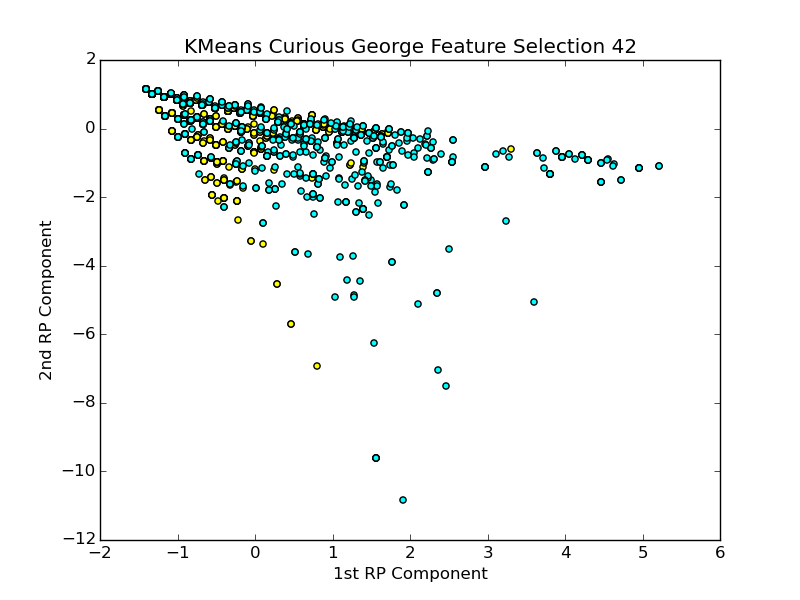 KMeans Curious George Feature Selection 42
2
0
−2
−4
−6
−8
−10
−12
2nd RP Component
−2 −1 0 1 2 3 4 5 6
1st RP Component